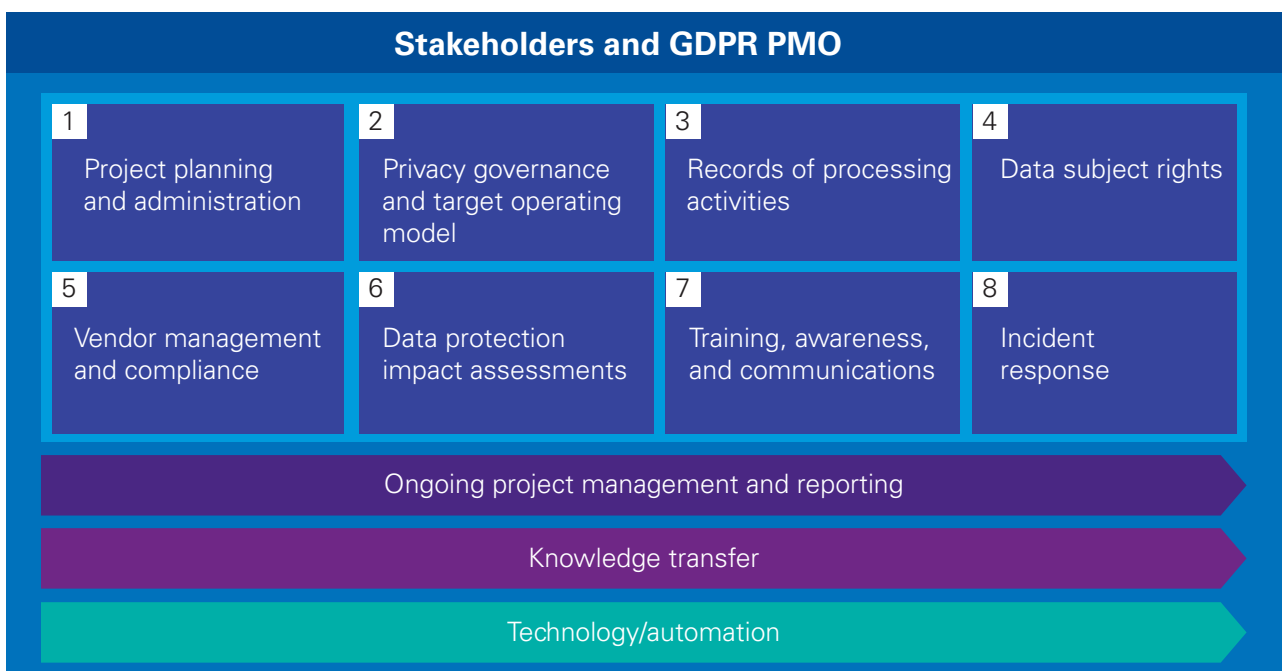 Stakeholders and GDPR PMO
1
Project planning
and administration
2
Privacy governance
and target operating
model
3
Records of processing
activities
4
Data subject rights
5
Vendor management
and compliance
6
Data protection
impact assessments
7
Training, awareness,
and communications
8
Incident
response
Ongoing project management and reporting
Knowledge transfer
Technology/automation